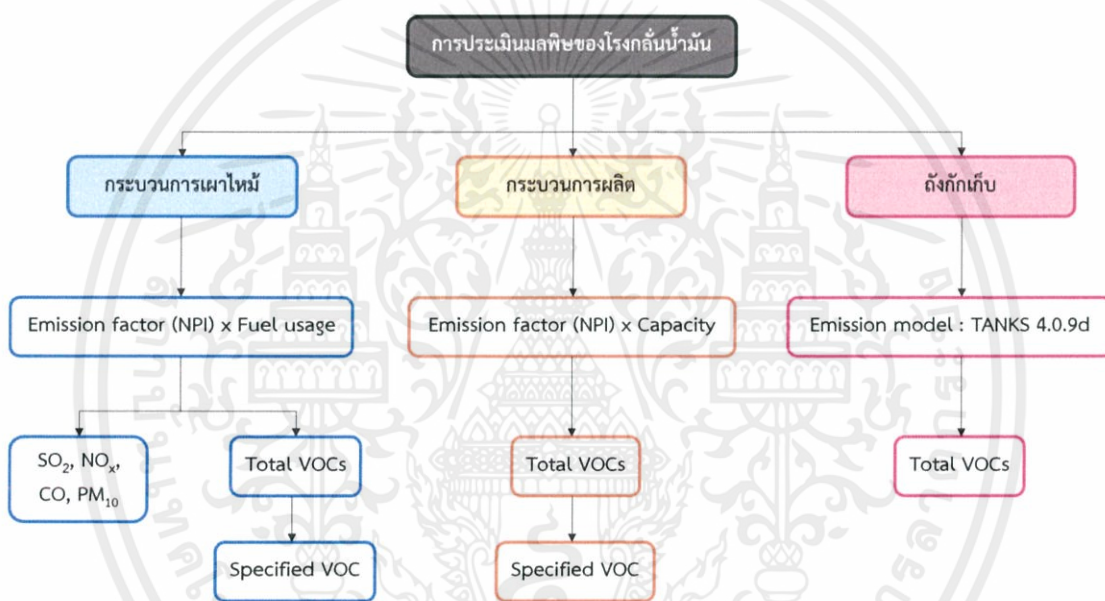 การประเมินมลพิษของโรงกลั่นน้ำมัน
กระบวนการเผาไหม้
กระบวนการผลิต
ถังกักเก็บ
Emission factor (NPI) x Fuel usage
Emission factor (NPI) x Capacity
Emission model : TANKS 4.0.9d
SO₂, NOₓ,
CO, PM₁₀
Total VOCs
Total VOCs
Total VOCs
Specified VOC
Specified VOC